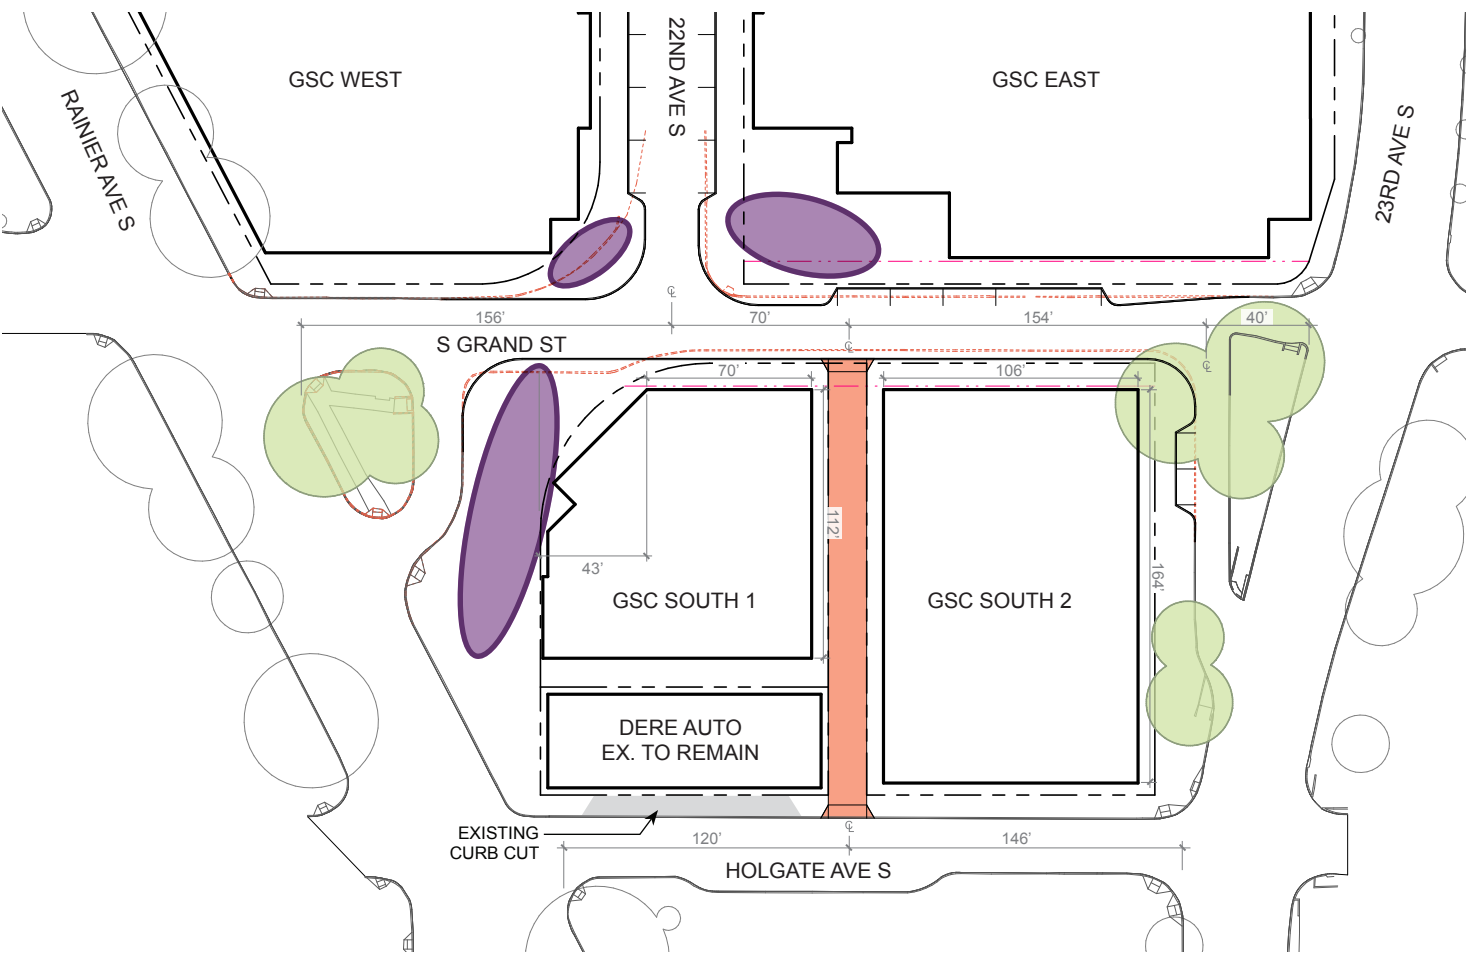 GSC WEST
22ND AVE S
GSC EAST
RAINIER AVE S
23RD AVE S
℄
156'
70'
154'
40'
S GRAND ST
℄
℄
70'
106'
112'
43'
164'
GSC SOUTH 1
GSC SOUTH 2
DERE AUTO
EX. TO REMAIN
EXISTING
CURB CUT
℄
120'
146'
HOLGATE AVE S